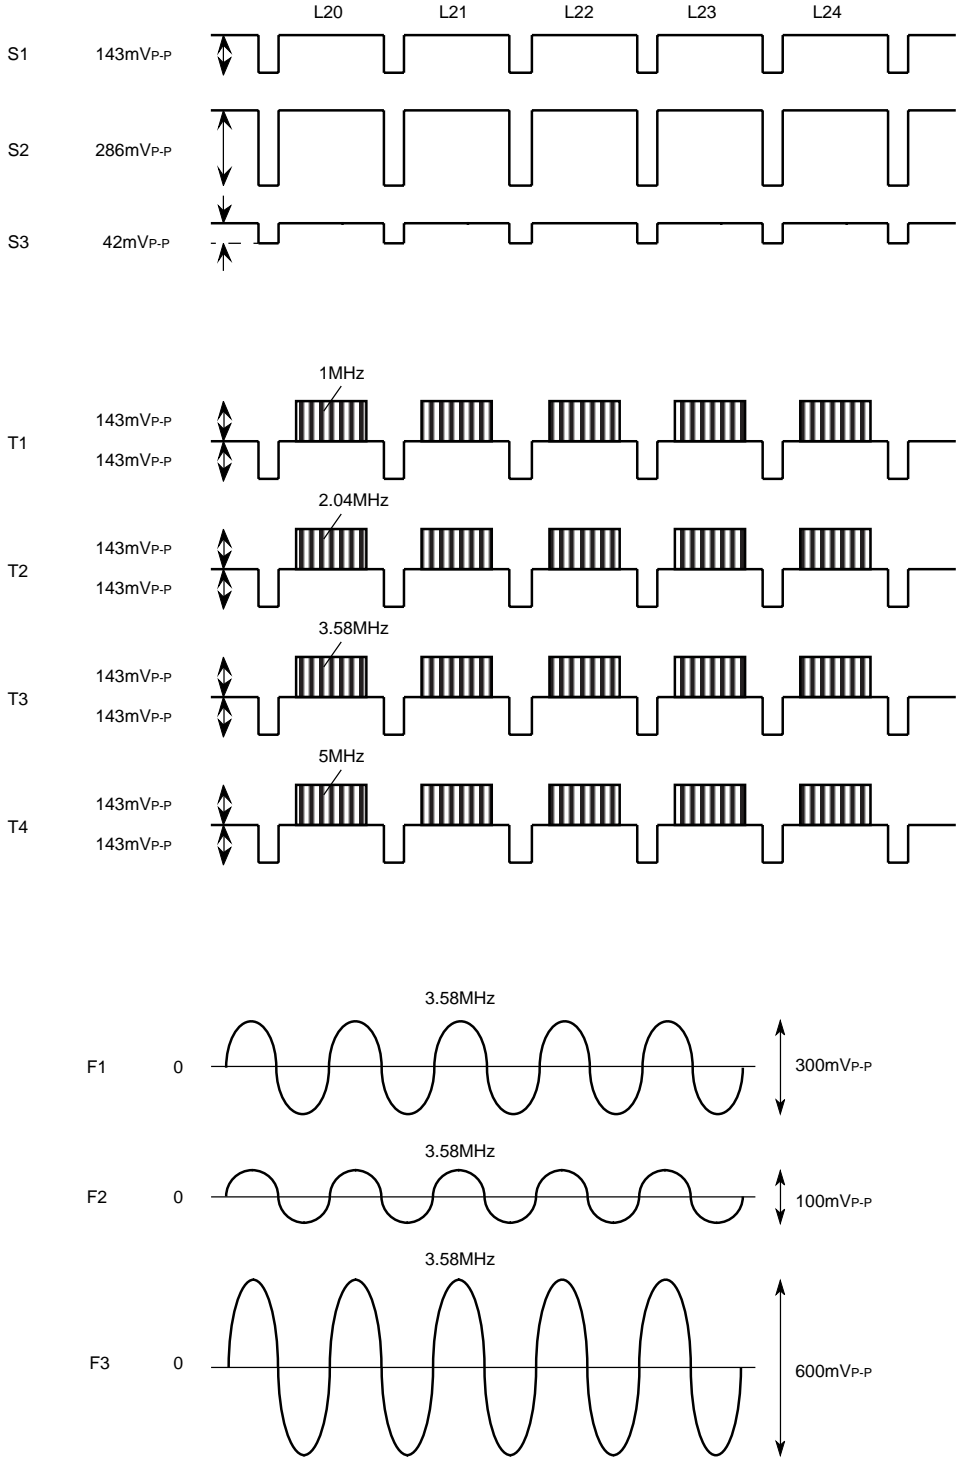 L20 L21 L22 L23 L24
S1 143mVP-P
S2 286mVP-P
S3 42mVP-P
1MHz
143mVP-P
T1
143mVP-P
2.04MHz
143mVP-P
T2
143mVP-P
3.58MHz
143mVP-P
T3
143mVP-P
5MHz
143mVP-P
T4
143mVP-P
3.58MHz
F1 0 300mVP-P
3.58MHz
F2 0 100mVP-P
3.58MHz
F3 0 600mVP-P